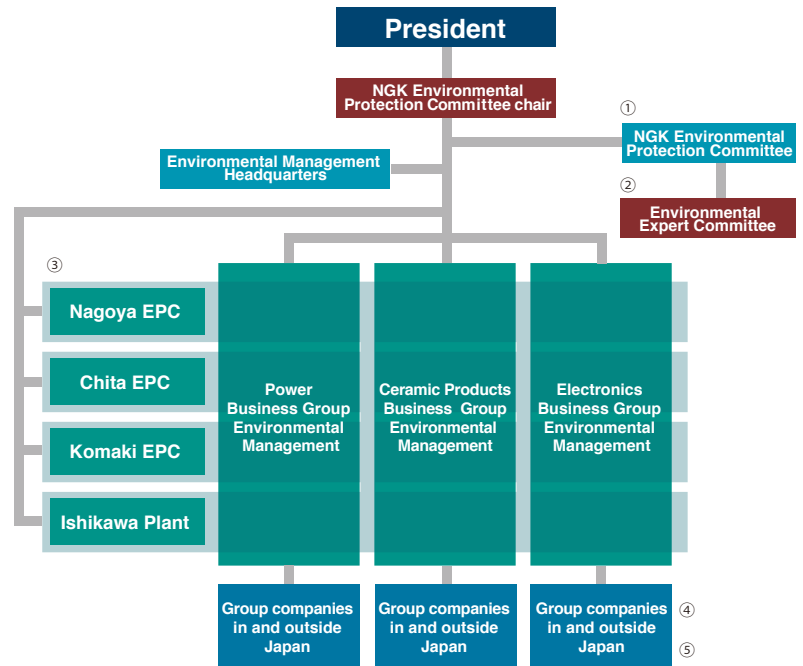 President
NGK Environmental
Protection Committee chair
①
NGK Environmental
Protection Committee
Environmental Management
Headquarters
②
Environmental
Expert Committee
③
Nagoya EPC
Chita EPC
Komaki EPC
Ishikawa Plant
Power
Business Group
Environmental
Management
Ceramic Products
Business Group
Environmental
Management
Electronics
Business Group
Environmental
Management
Group companies
in and outside
Japan
Group companies
in and outside
Japan
Group companies
in and outside
Japan
④
⑤